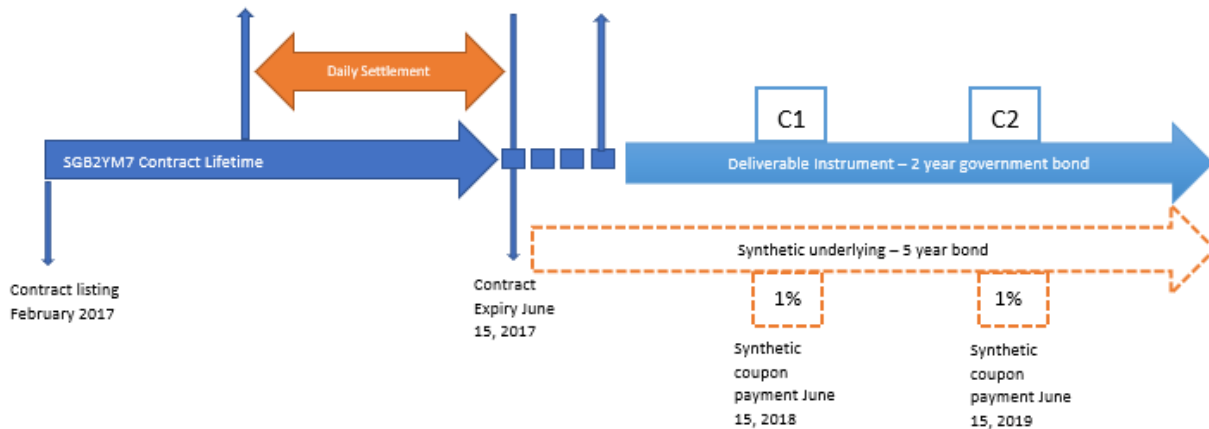 Daily Settlement
C1
C2
SGB2YM7 Contract Lifetime
Deliverable Instrument – 2 year government bond
Synthetic underlying – 5 year bond
Contract listing
February 2017
Contract
Expiry June
15, 2017
1%
1%
Synthetic
coupon
payment June
15, 2018
Synthetic
coupon
payment June
15, 2019